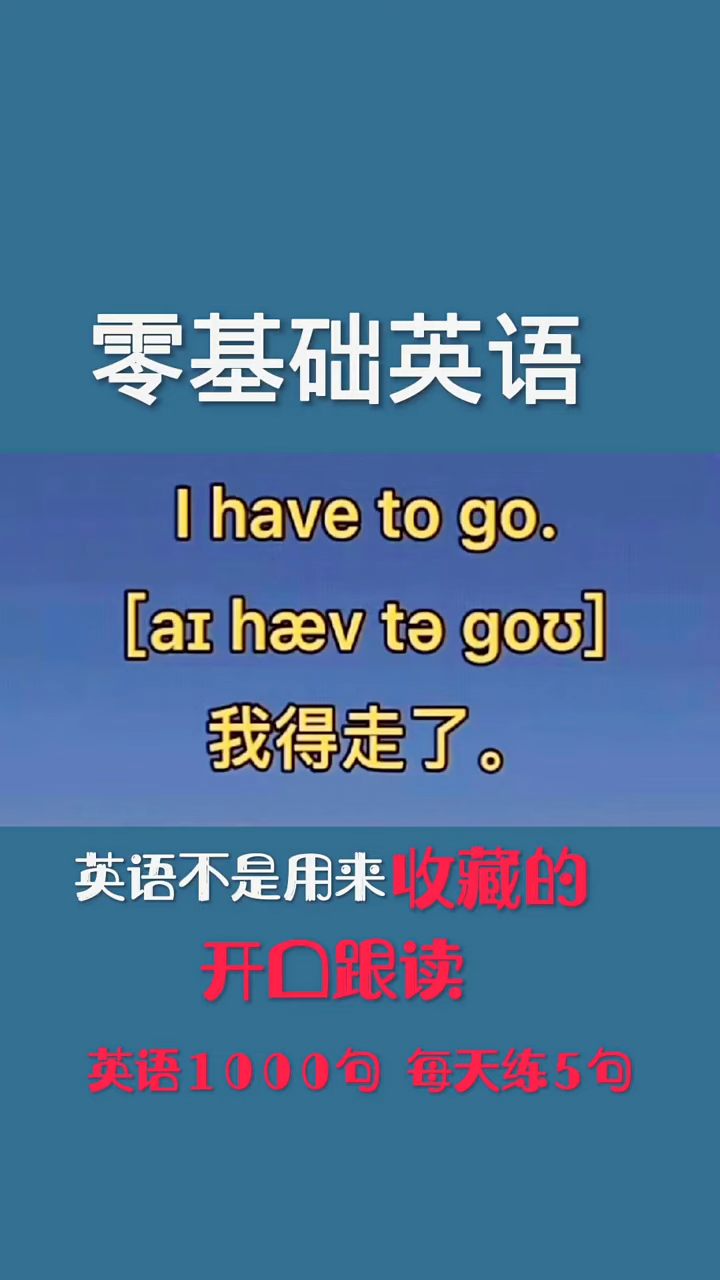 零基础英语
I have to go.
[aɪ hæv tə goʊ]
我得走了。
英语不是用来收藏的
开口跟读
英语1000句 每天练5句